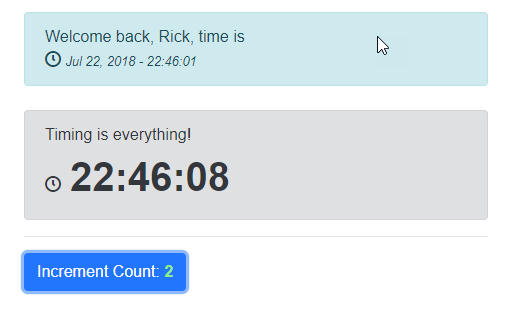 Welcome back, Rick, time is
Jul 22, 2018 - 22:46:01
Timing is everything!
22:46:08
Increment Count: 2